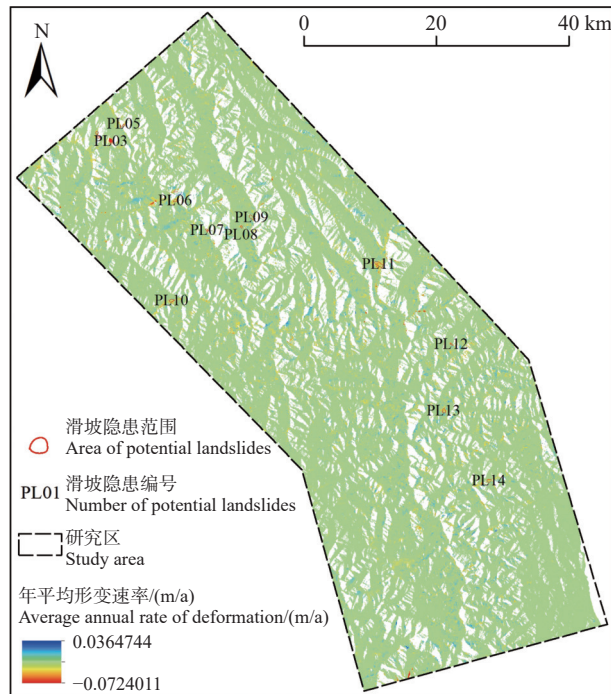 N
0 20 40 km
PL05
PL03
PL06
PL09
PL07
PL08
PL11
PL10
PL12
PL13
PL14
滑坡隐患范围
Area of potential landslides
PL01 滑坡隐患编号
Number of potential landslides
研究区
Study area
年平均形变速率/(m/a)
Average annual rate of deformation/(m/a)
0.0364744
−0.0724011